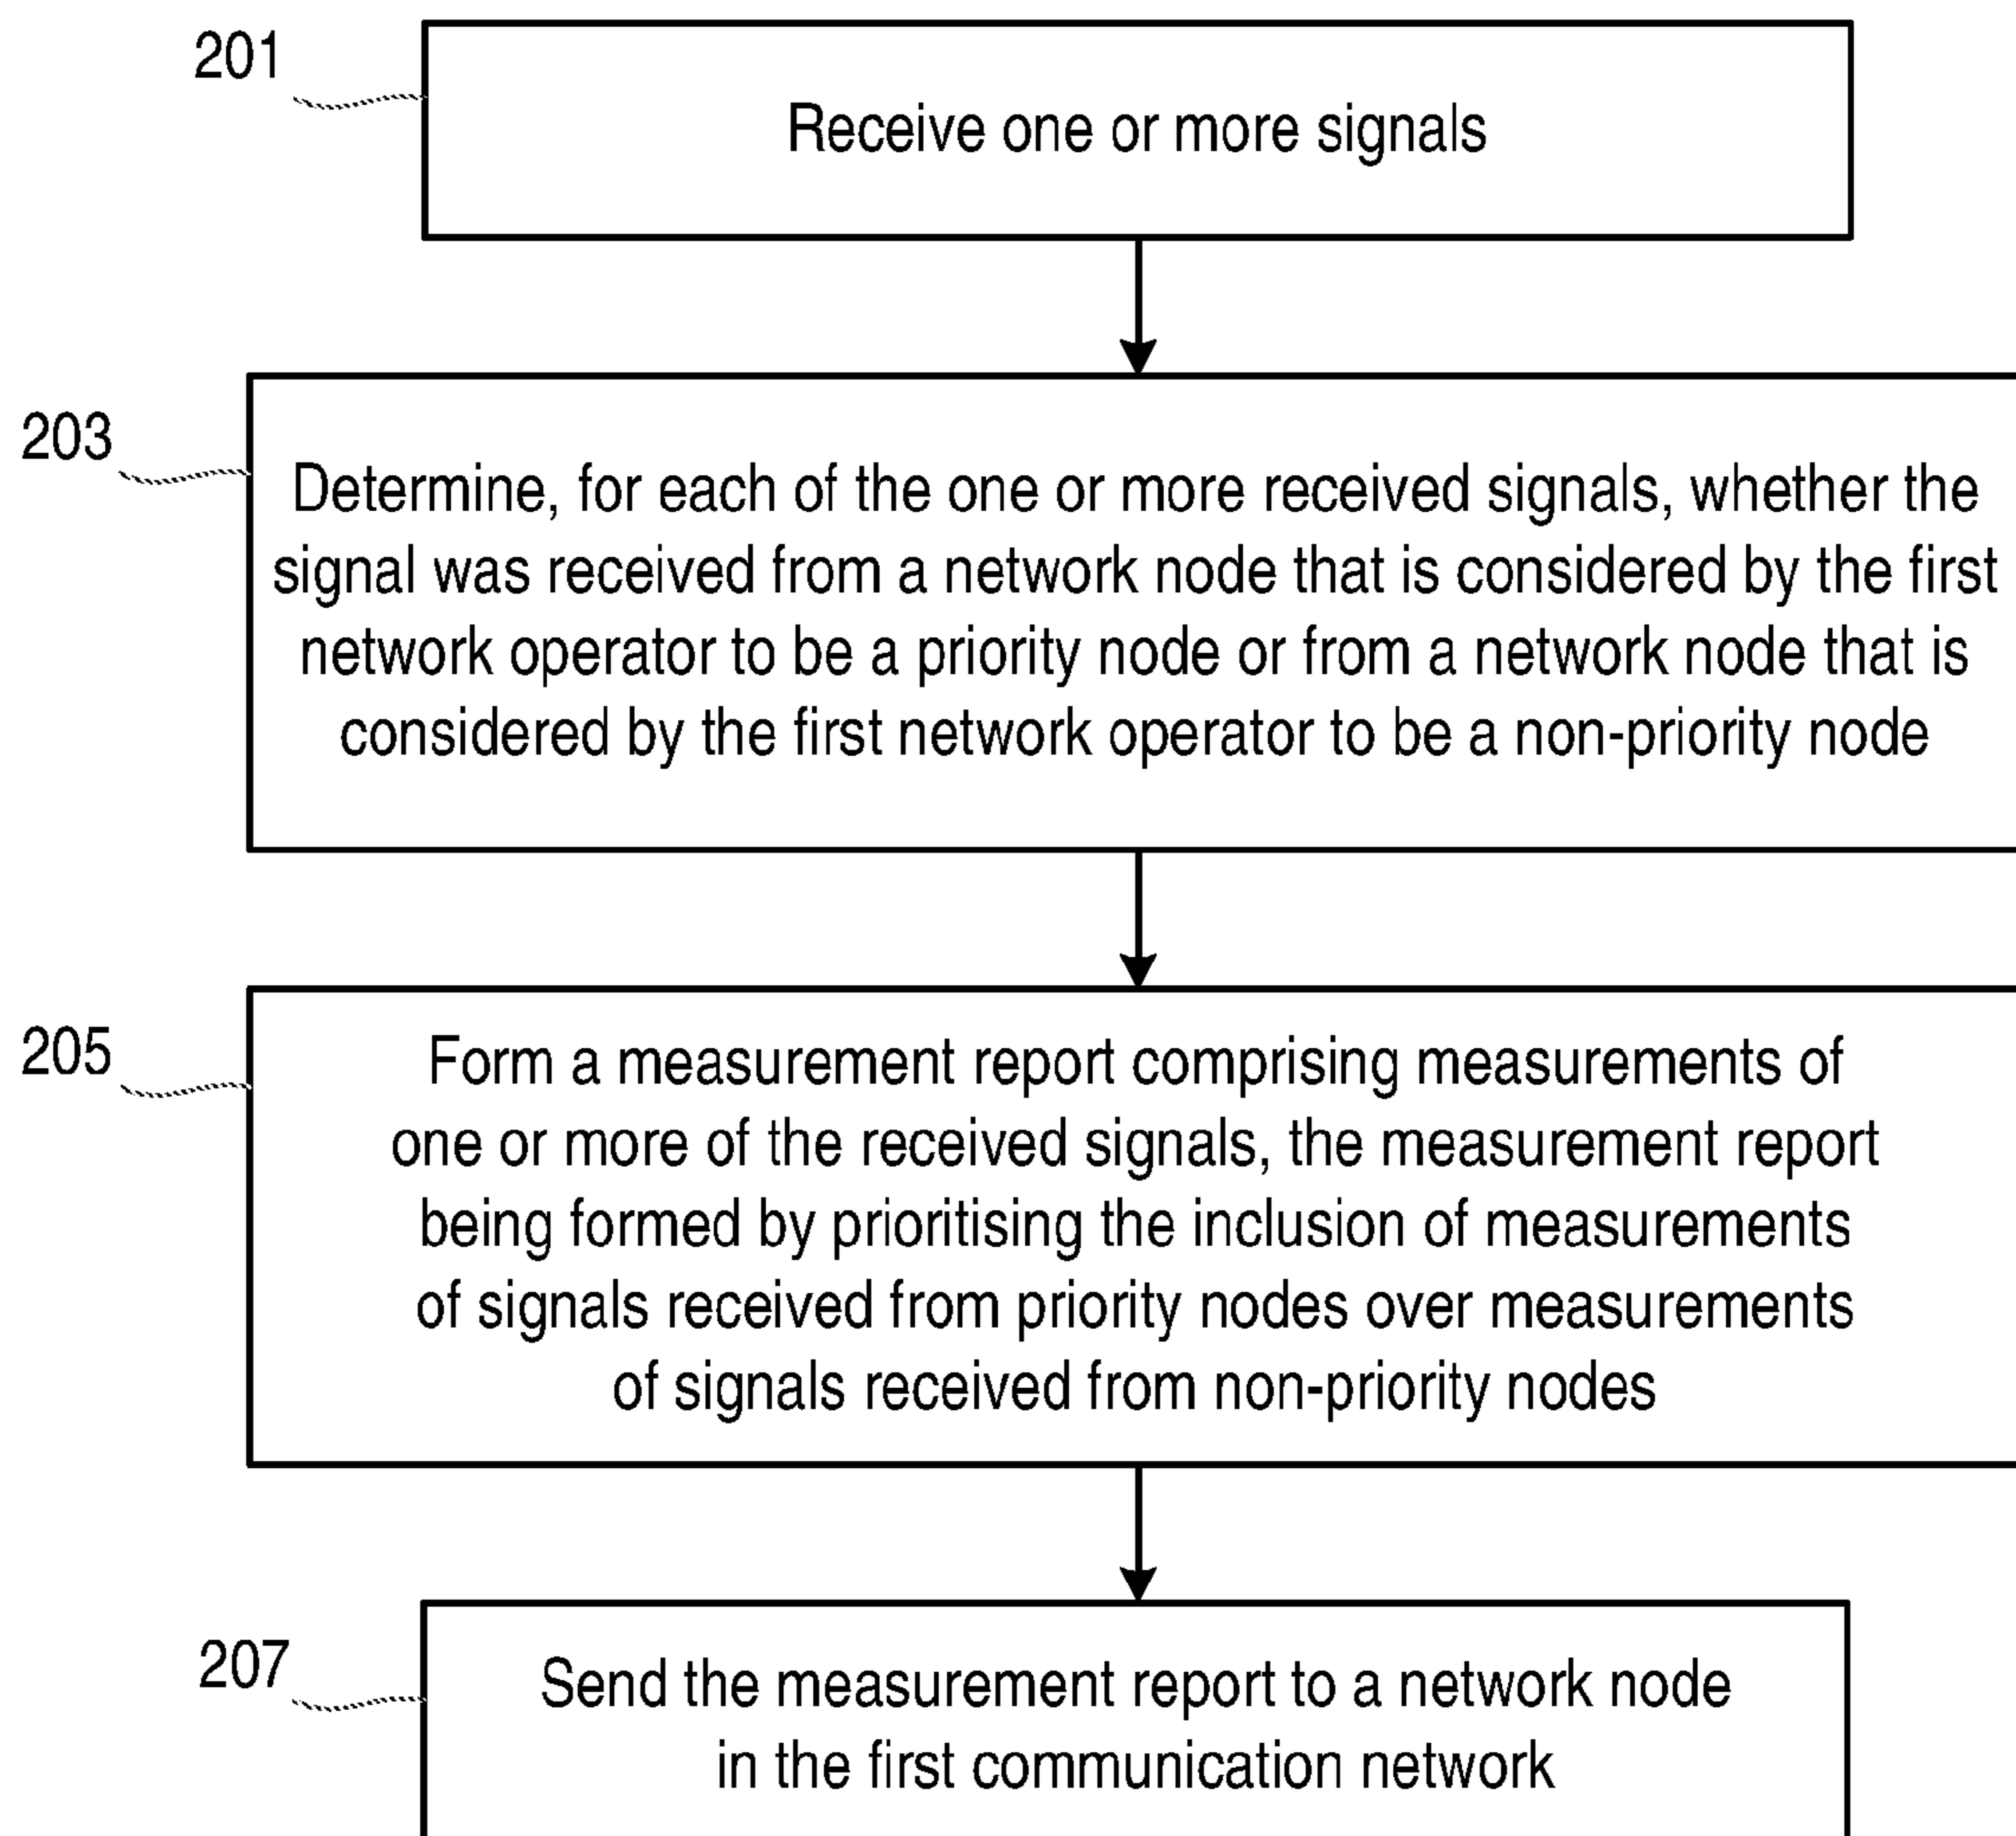 201
Receive one or more signals
203
Determine, for each of the one or more received signals, whether the
signal was received from a network node that is considered by the first
network operator to be a priority node or from a network node that is
considered by the first network operator to be a non-priority node
205
Form a measurement report comprising measurements of
one or more of the received signals, the measurement report
being formed by prioritising the inclusion of measurements
of signals received from priority nodes over measurements
of signals received from non-priority nodes
207
Send the measurement report to a network node
in the first communication network